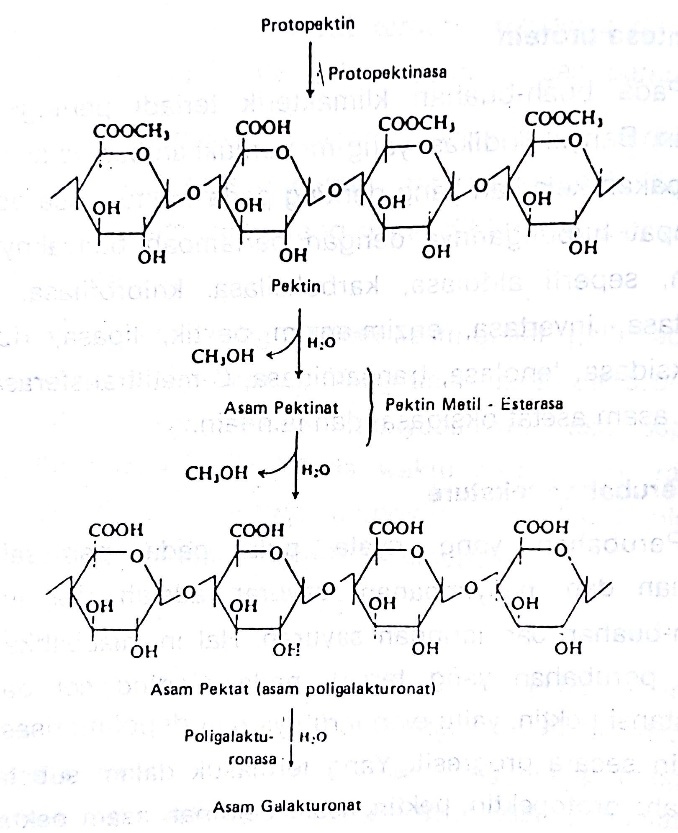 Protopektin
Protopektinasa
COOCH₃ COOH COOCH₃ COOCH₃
O O O O
O O O
OH OH OH OH
OH OH OH OH
Pektin
H₂O
CH₃OH
Asam Pektinat
Pektin Metil - Esterasa
CH₃OH H₂O
COOH COOH COOH COOH
O O O O
O O O
OH OH OH OH
OH OH OH OH
Asam Pektat (asam poligalakturonat)
Poligalaktu- H₂O
ronasa
Asam Galakturonat